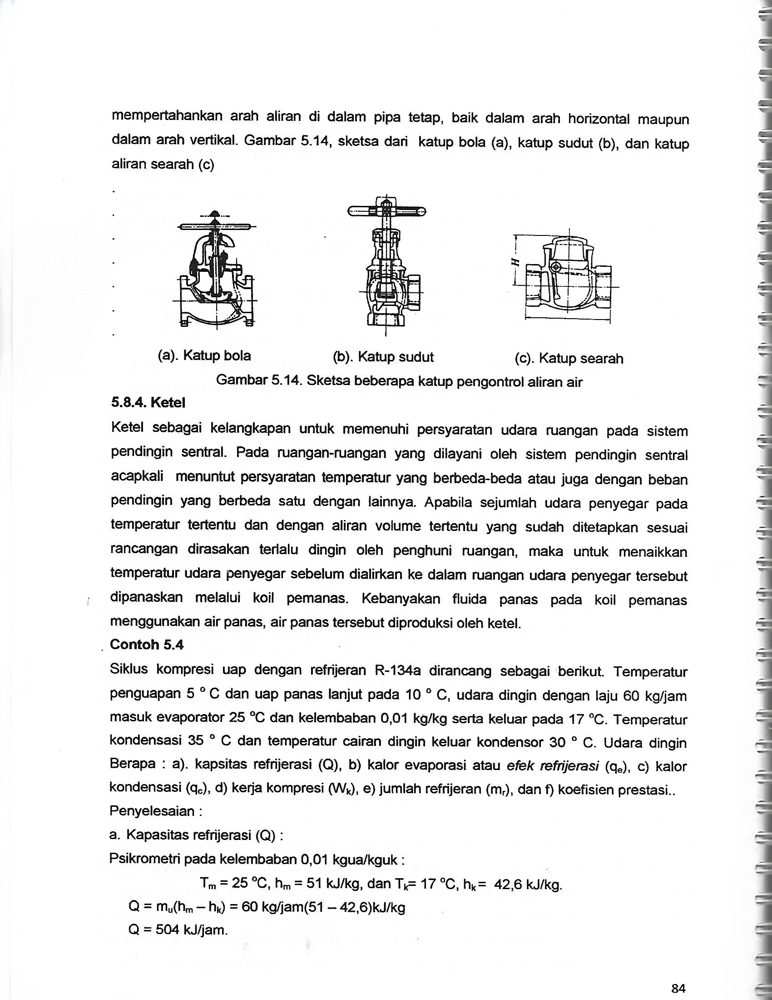 mempertahankan arah aliran di dalam pipa tetap, baik dalam arah horizontal maupun
dalam arah vertikal. Gambar 5.14, sketsa dari katup bola (a), katup sudut (b), dan katup
aliran searah (c)
H
(a). Katup bola (b). Katup sudut (c). Katup searah
Gambar 5.14. Sketsa beberapa katup pengontrol aliran air
5.8.4. Ketel
Ketel sebagai kelangkapan untuk memenuhi persyaratan udara ruangan pada sistem
pendingin sentral. Pada ruangan-ruangan yang dilayani oleh sistem pendingin sentral
acapkali menuntut persyaratan temperatur yang berbeda-beda atau juga dengan beban
pendingin yang berbeda satu dengan lainnya. Apabila sejumlah udara penyegar pada
temperatur tertentu dan dengan aliran volume tertentu yang sudah ditetapkan sesuai
rancangan dirasakan terlalu dingin oleh penghuni ruangan, maka untuk menaikkan
temperatur udara penyegar sebelum dialirkan ke dalam ruangan udara penyegar tersebut
dipanaskan melalui koil pemanas. Kebanyakan fluida panas pada koil pemanas
menggunakan air panas, air panas tersebut diproduksi oleh ketel.
Contoh 5.4
Siklus kompresi uap dengan refrijeran R-134a dirancang sebagai berikut. Temperatur
penguapan 5 ° C dan uap panas lanjut pada 10 ° C, udara dingin dengan laju 60 kg/jam
masuk evaporator 25 °C dan kelembaban 0,01 kg/kg serta keluar pada 17 °C. Temperatur
kondensasi 35 ° C dan temperatur cairan dingin keluar kondensor 30 ° C. Udara dingin
Berapa : a). kapsitas refrijerasi (Q), b) kalor evaporasi atau efek refrijerasi (qₑ), c) kalor
kondensasi (q_c), d) kerja kompresi (Wₖ), e) jumlah refrijeran (mᵣ), dan f) koefisien prestasi..
Penyelesaian :
a. Kapasitas refrijerasi (Q) :
Psikrometri pada kelembaban 0,01 kgua/kguk :
Tₘ = 25 °C, hₘ = 51 kJ/kg, dan Tₖ= 17 °C, hₖ= 42,6 kJ/kg.
Q = mᵤ(hₘ – hₖ) = 60 kg/jam(51 – 42,6)kJ/kg
Q = 504 kJ/jam.
84